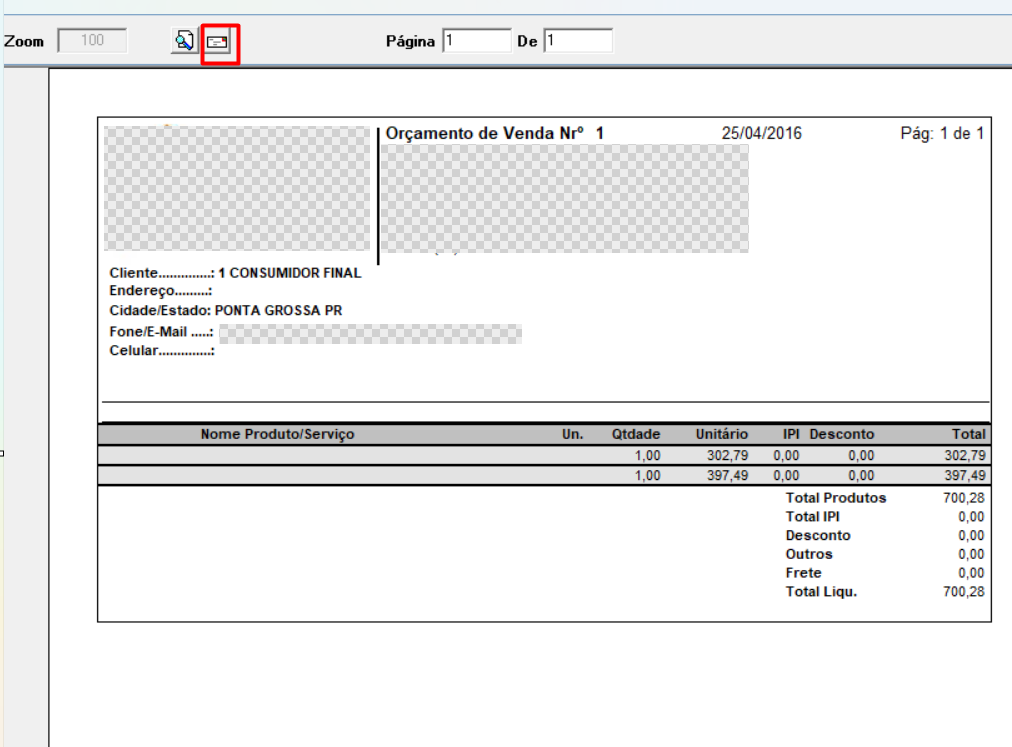 Zoom 100 Página 1 De 1
Orçamento de Venda Nrº 1 25/04/2016 Pág: 1 de 1
Cliente..............: 1 CONSUMIDOR FINAL
Endereço.........:
Cidade/Estado: PONTA GROSSA PR
Fone/E-Mail .....:
Celular..............:
Nome Produto/Serviço Un. Qtdade Unitário IPI Desconto Total
1,00 302,79 0,00 0,00 302,79
1,00 397,49 0,00 0,00 397,49
Total Produtos 700,28
Total IPI 0,00
Desconto 0,00
Outros 0,00
Frete 0,00
Total Liqu. 700,28